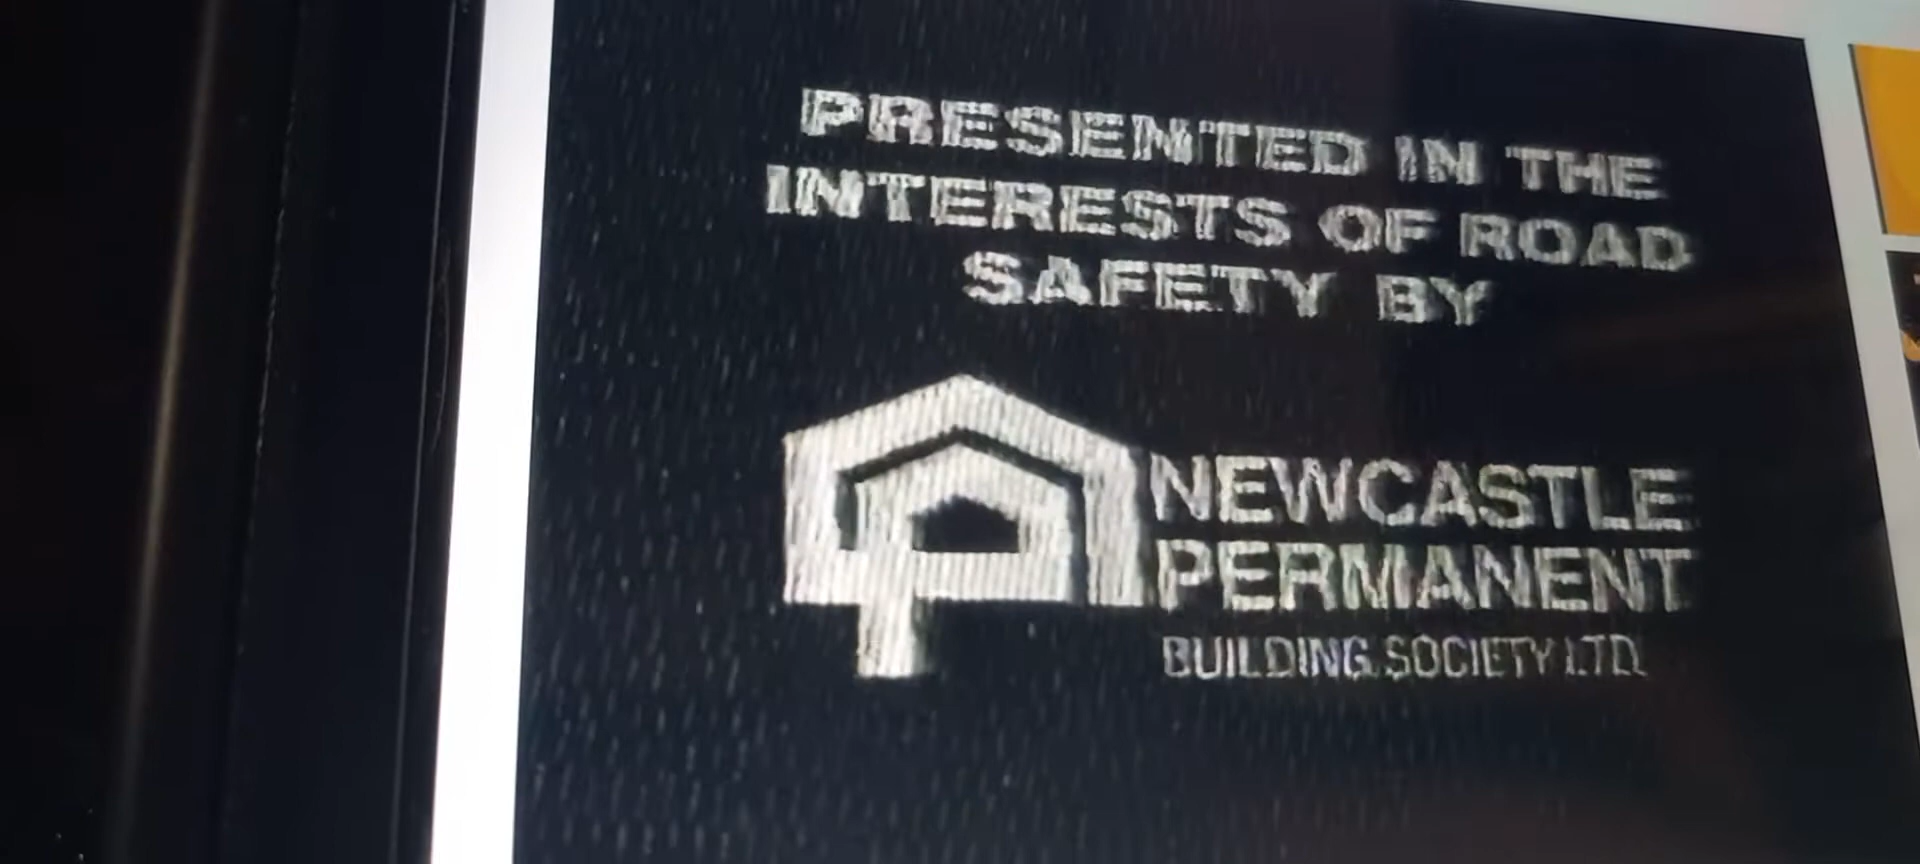 PRESENTED IN THE
INTERESTS OF ROAD
SAFETY BY
NEWCASTLE
PERMANENT
BUILDING SOCIETY LTD.